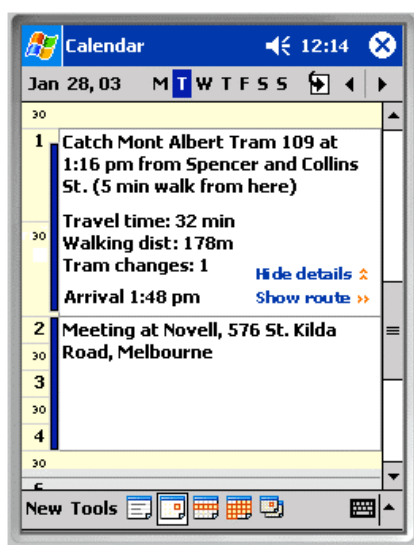 Calendar 12:14
Jan 28, 03 M T W T F S S
30
1 Catch Mont Albert Tram 109 at
1:16 pm from Spencer and Collins
St. (5 min walk from here)
Travel time: 32 min
30
Walking dist: 178m
Tram changes: 1
Hide details
Arrival 1:48 pm Show route »
2 Meeting at Novell, 576 St. Kilda
30 Road, Melbourne
3
30
4
30
New Tools